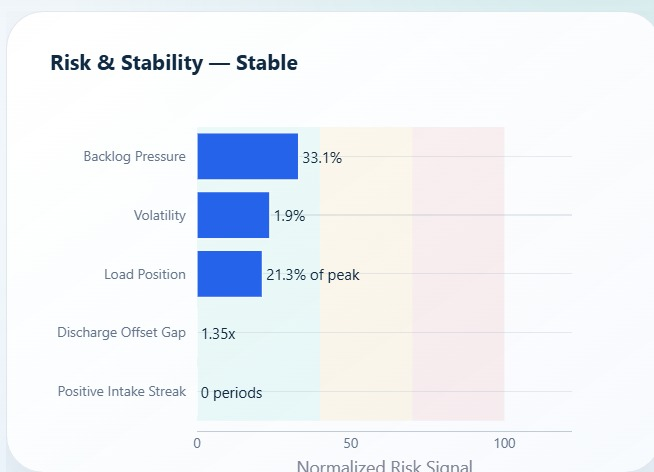 Risk & Stability — Stable
Backlog Pressure 33.1%
Volatility 1.9%
Load Position 21.3% of peak
Discharge Offset Gap 1.35x
Positive Intake Streak 0 periods
0 50 100
Normalized Risk Signal